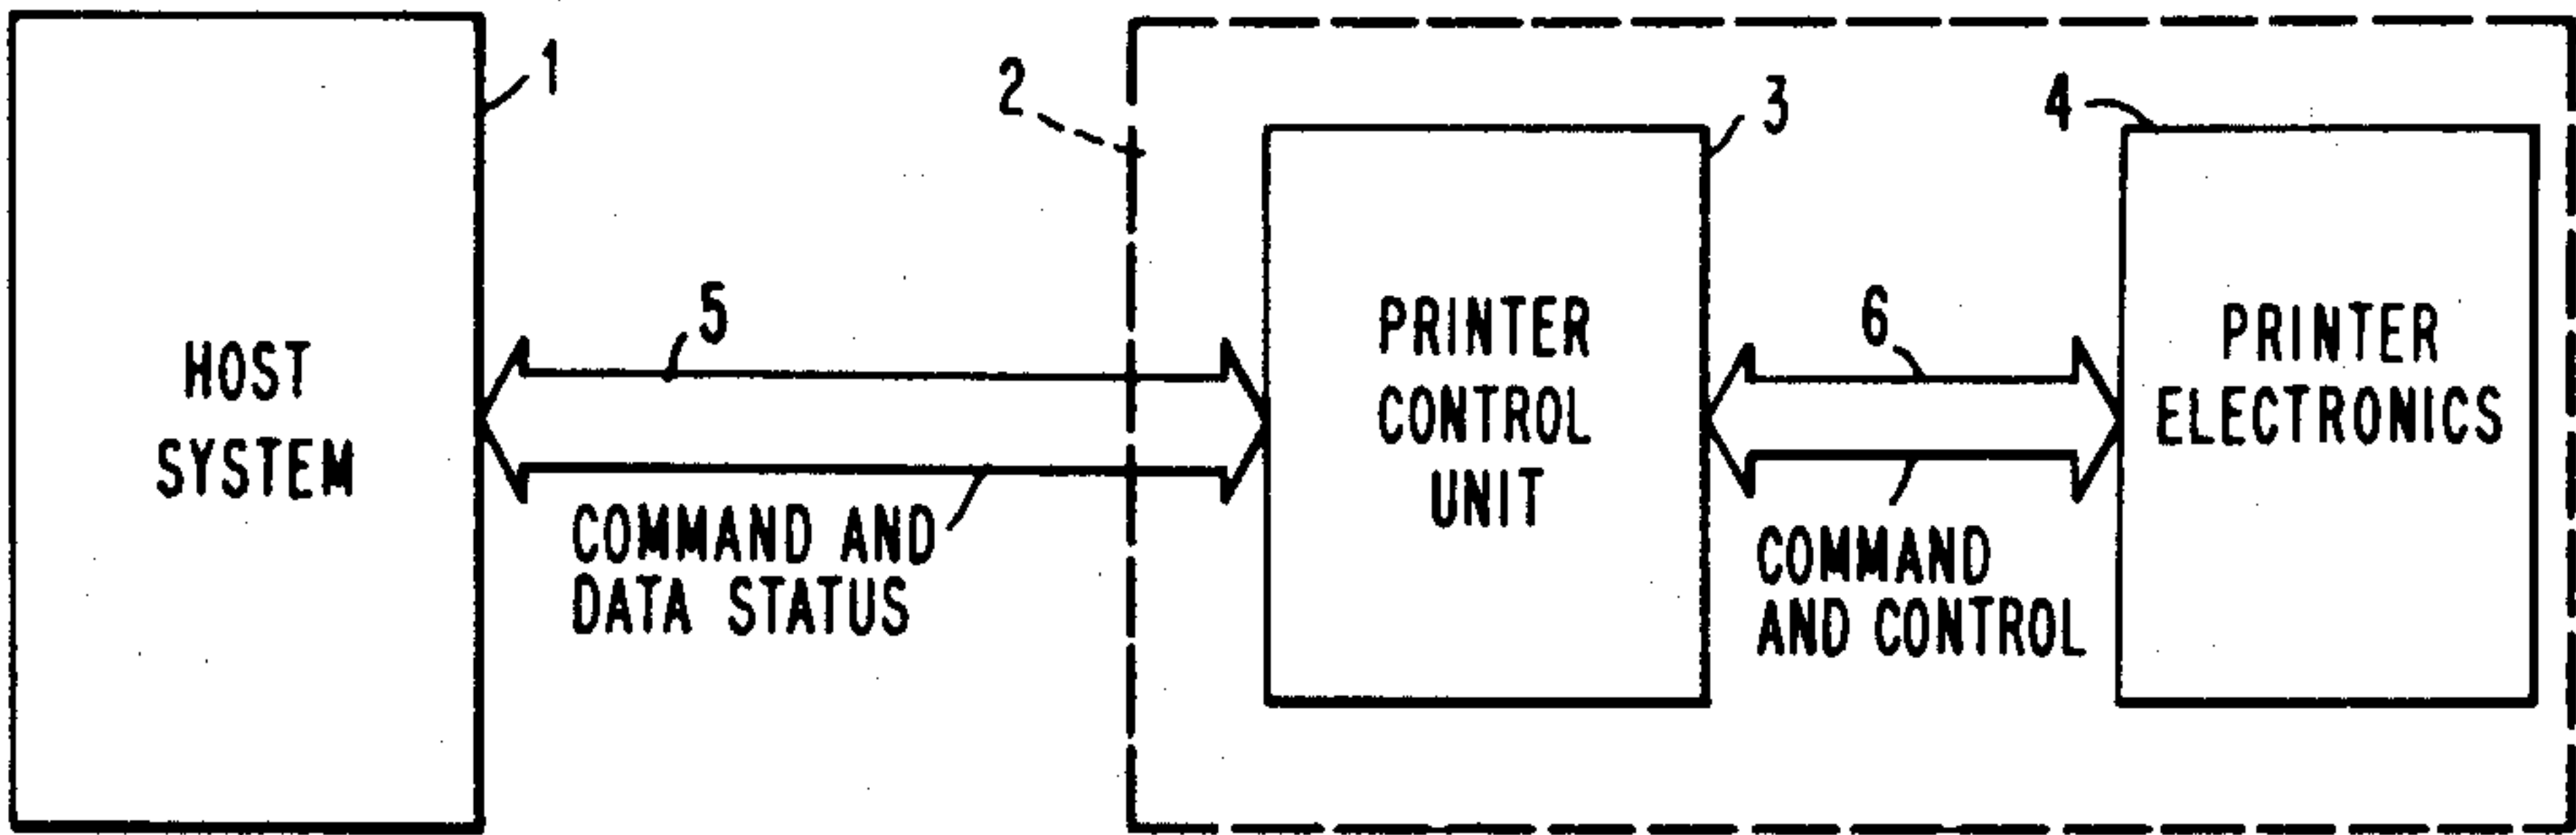 1
HOST
SYSTEM
5
COMMAND AND
DATA STATUS
2
3
PRINTER
CONTROL
UNIT
6
COMMAND
AND CONTROL
4
PRINTER
ELECTRONICS